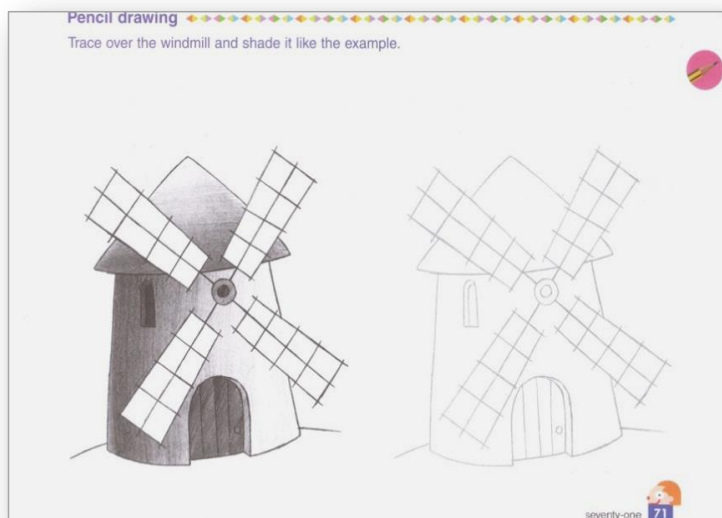 Pencil drawing
Trace over the windmill and shade it like the example.
seventy-one 71